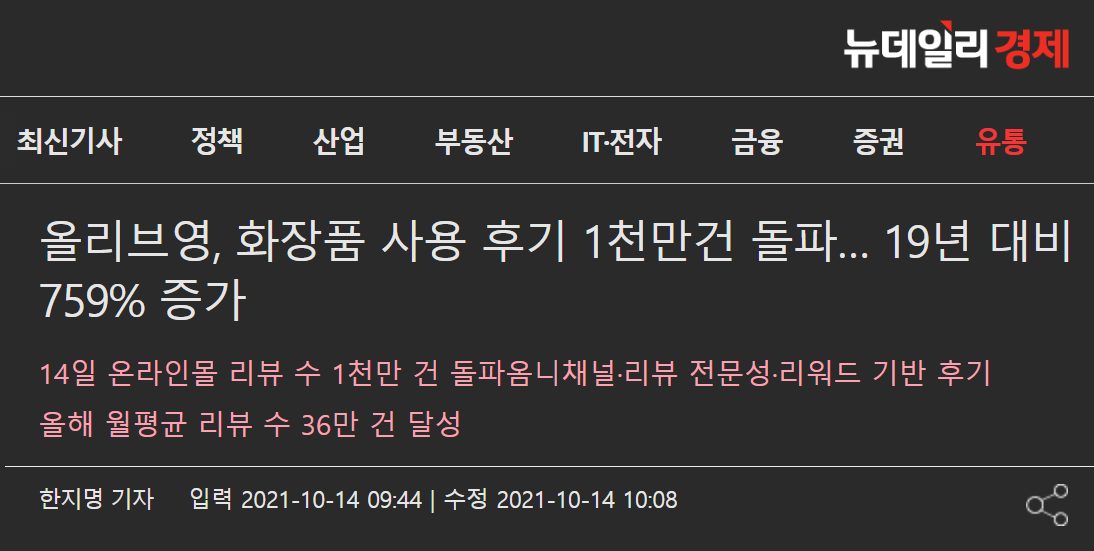 뉴데일리 경제
최신기사 정책 산업 부동산 IT·전자 금융 증권 유통
올리브영, 화장품 사용 후기 1천만건 돌파... 19년 대비
759% 증가
14일 온라인몰 리뷰 수 1천만 건 돌파옴니채널·리뷰 전문성·리워드 기반 후기
올해 월평균 리뷰 수 36만 건 달성
한지명 기자 입력 2021-10-14 09:44 | 수정 2021-10-14 10:08